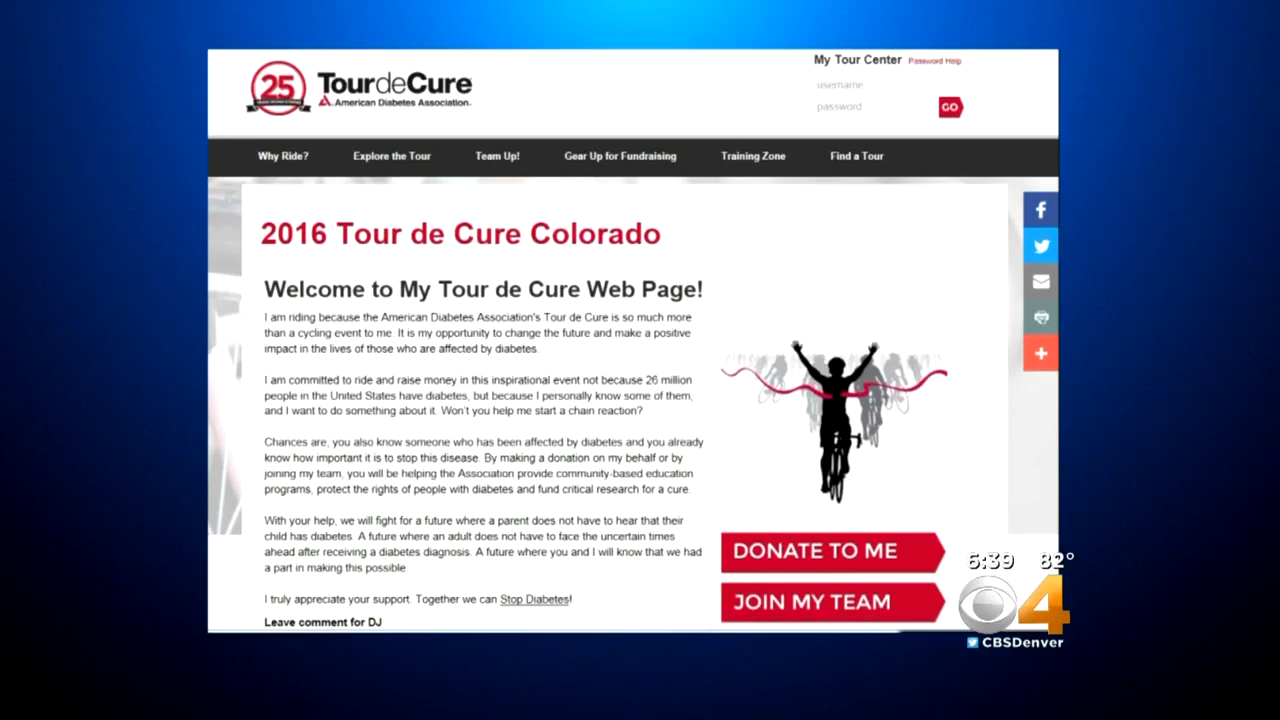 25
TourdeCure
American Diabetes Association.
My Tour Center Password Help
username
password
GO
Why Ride? Explore the Tour Team Up! Gear Up for Fundraising Training Zone Find a Tour
2016 Tour de Cure Colorado
Welcome to My Tour de Cure Web Page!
I am riding because the American Diabetes Association's Tour de Cure is so much more
than a cycling event to me. It is my opportunity to change the future and make a positive
impact in the lives of those who are affected by diabetes.
I am committed to ride and raise money in this inspirational event not because 26 million
people in the United States have diabetes, but because I personally know some of them,
and I want to do something about it. Won't you help me start a chain reaction?
Chances are, you also know someone who has been affected by diabetes and you already
know how important it is to stop this disease. By making a donation on my behalf or by
joining my team, you will be helping the Association provide community-based education
programs, protect the rights of people with diabetes and fund critical research for a cure.
With your help, we will fight for a future where a parent does not have to hear that their
child has diabetes. A future where an adult does not have to face the uncertain times
ahead after receiving a diabetes diagnosis. A future where you and I will know that we had
a part in making this possible
I truly appreciate your support. Together we can Stop Diabetes!
Leave comment for DJ
DONATE TO ME
JOIN MY TEAM
6:39 82°
4
CBSDenver